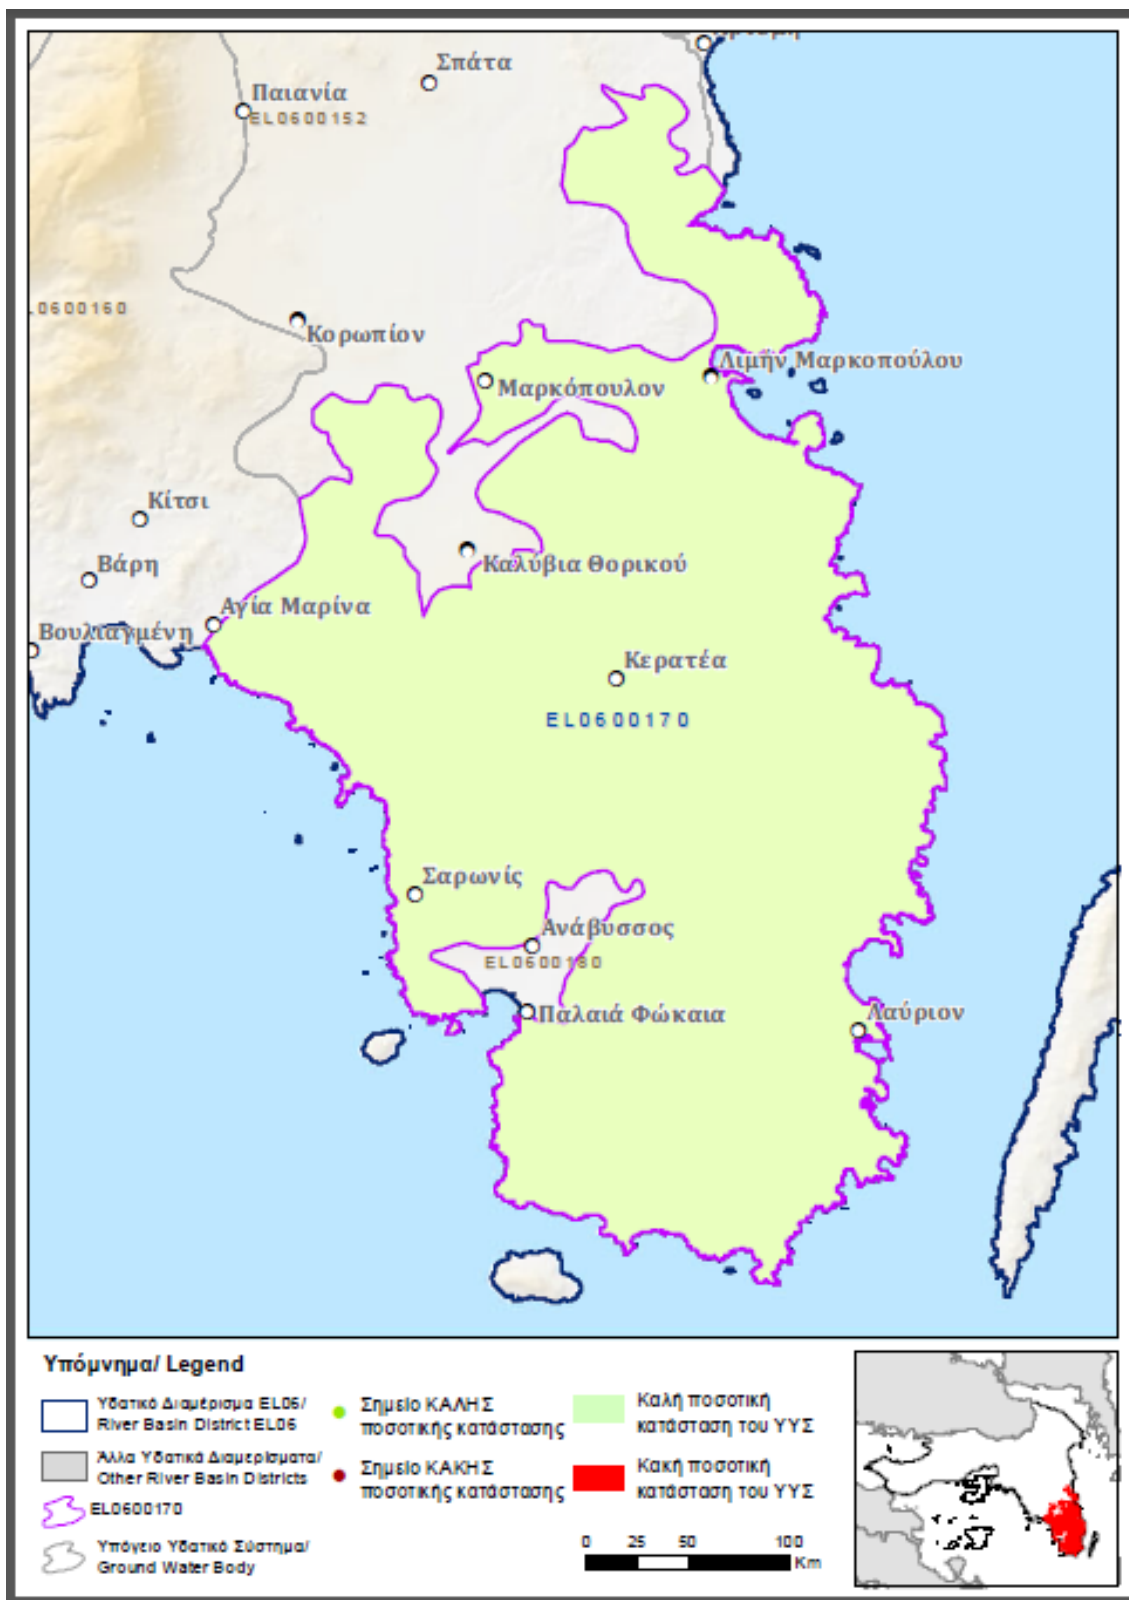 Σπάτα
Παιανία
EL0600152
Κορωπίον
Λιμήν Μαρκοπούλου
Μαρκόπουλον
Κίτσι
Βάρη
Καλύβια Θορικού
Αγία Μαρίνα
Βουλιαγμένη
Κερατέα
EL0600170
Σαρωνίς
Ανάβυσσος
EL0600180
Παλαιά Φώκαια
Λαύριον
Υπόμνημα/ Legend
Υδατικό Διαμέρισμα EL06/
River Basin District EL06
Άλλα Υδατικά Διαμερίσματα/
Other River Basin Districts
EL0600170
Υπόγειο Υδατικό Σύστημα/
Ground Water Body
Σημείο ΚΑΛΗΣ
ποσοτικής κατάστασης
Σημείο ΚΑΚΗΣ
ποσοτικής κατάστασης
Καλή ποσοτική
κατάσταση του ΥΥΣ
Κακή ποσοτική
κατάσταση του ΥΥΣ
0 25 50 100
Km